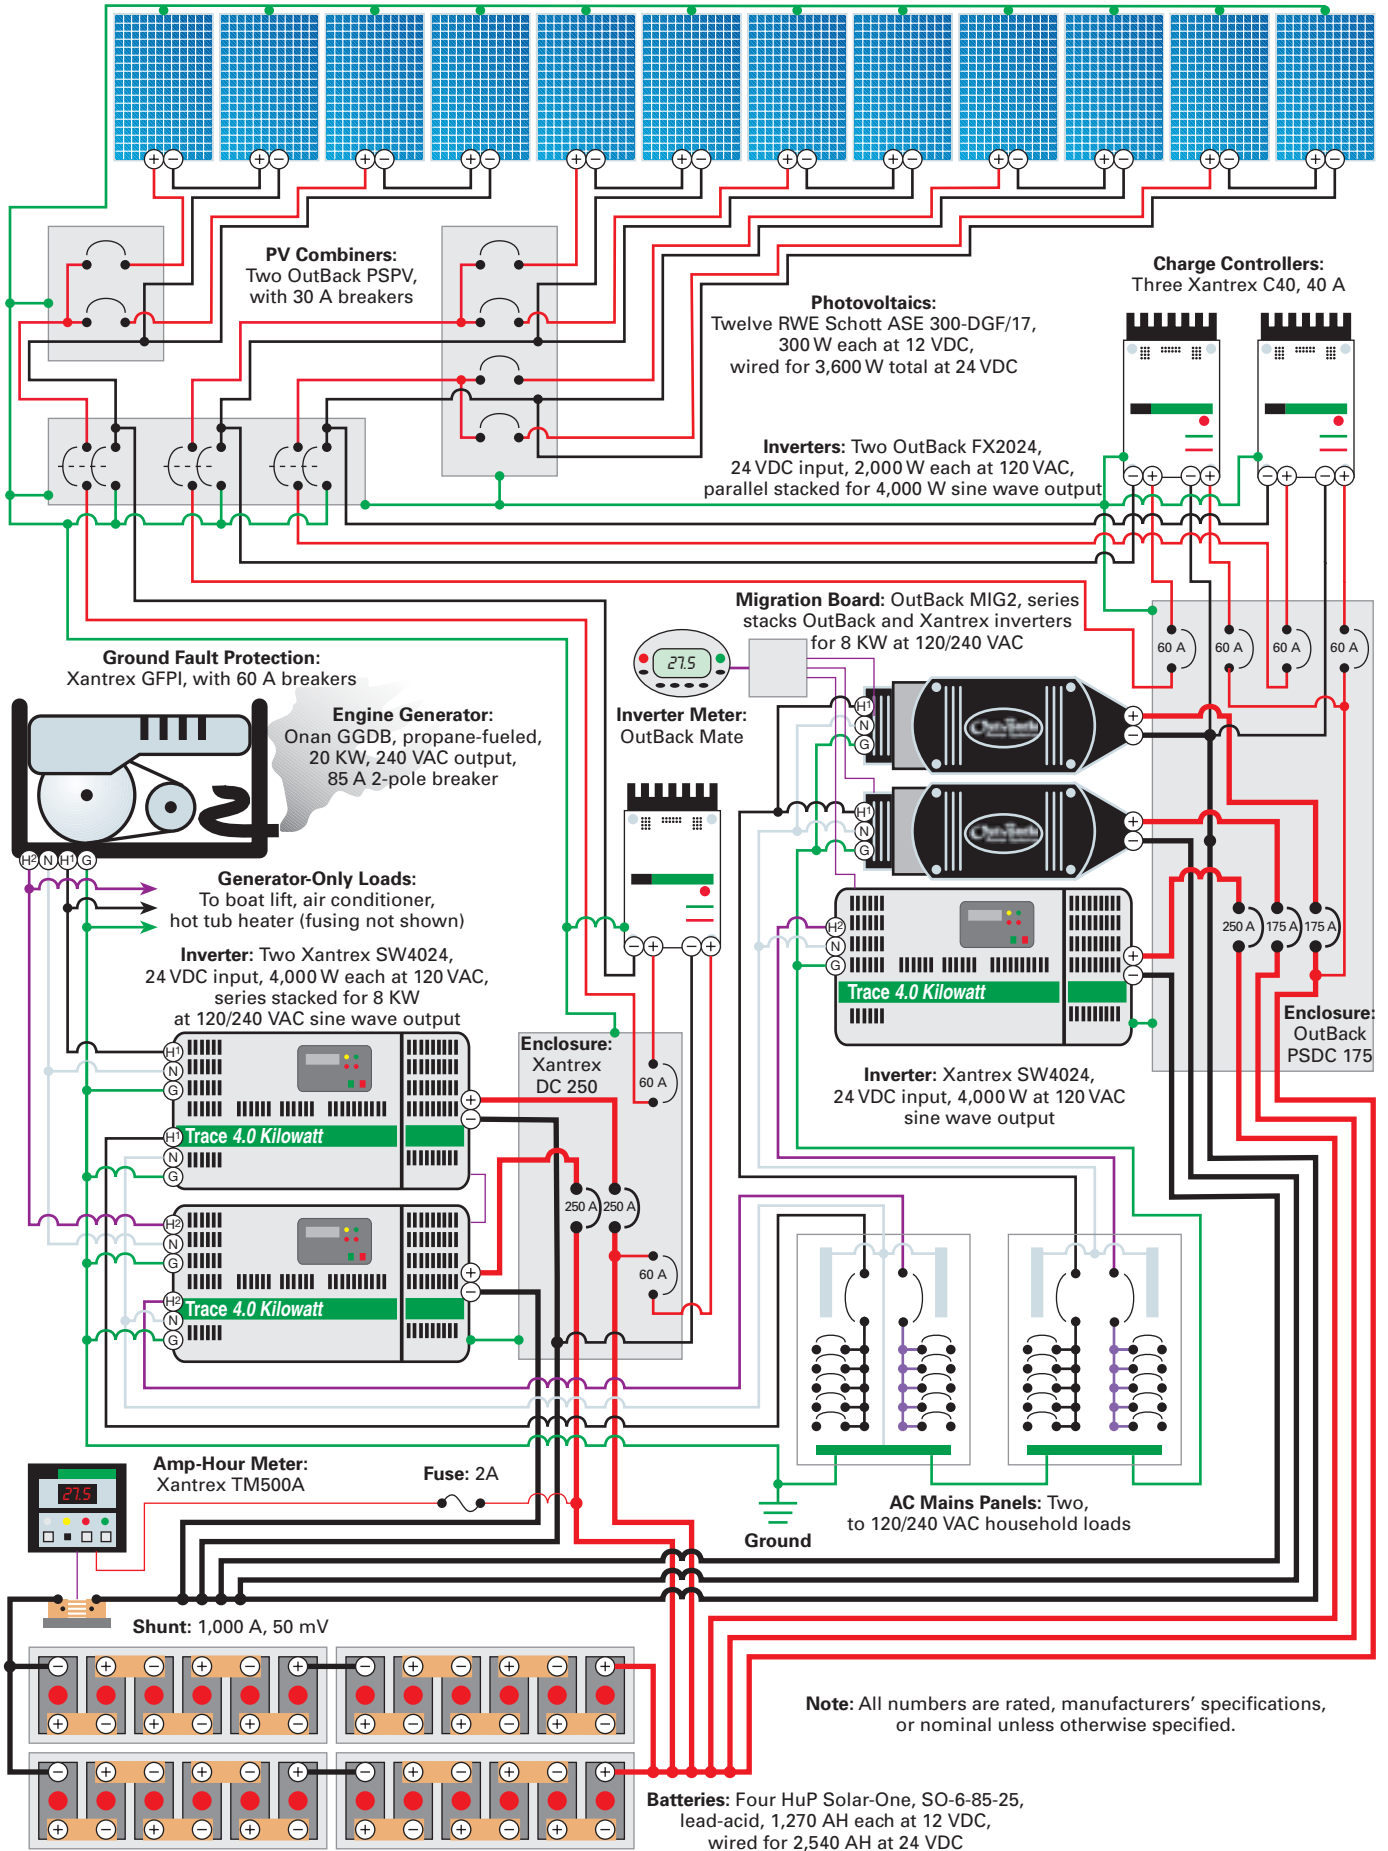 PV Combiners:
Two OutBack PSPV,
with 30 A breakers
Charge Controllers:
Three Xantrex C40, 40 A
Photovoltaics:
Twelve RWE Schott ASE 300-DGF/17,
300 W each at 12 VDC,
wired for 3,600 W total at 24 VDC
Inverters: Two OutBack FX2024,
24 VDC input, 2,000 W each at 120 VAC,
parallel stacked for 4,000 W sine wave output
Migration Board: OutBack MIG2, series
stacks OutBack and Xantrex inverters
for 8 KW at 120/240 VAC
60 A
60 A
60 A
60 A
27.5
Ground Fault Protection:
Xantrex GFPI, with 60 A breakers
Inverter Meter:
OutBack Mate
Engine Generator:
Onan GGDB, propane-fueled,
20 KW, 240 VAC output,
85 A 2-pole breaker
H1
N
G
OutBack
H1
N
G
OutBack
H2 N H1 G
Generator-Only Loads:
To boat lift, air conditioner,
hot tub heater (fusing not shown)
H2
N
G
250 A
175 A
175 A
Trace 4.0 Kilowatt
Inverter: Two Xantrex SW4024,
24 VDC input, 4,000 W each at 120 VAC,
series stacked for 8 KW
at 120/240 VAC sine wave output
Enclosure:
OutBack
PSDC 175
Enclosure:
Xantrex
DC 250
60 A
Inverter: Xantrex SW4024,
24 VDC input, 4,000 W at 120 VAC
sine wave output
H1
N
G
H1
N
G
Trace 4.0 Kilowatt
250 A
250 A
H2
N
G
H2
N
G
Trace 4.0 Kilowatt
60 A
Amp-Hour Meter:
Xantrex TM500A
27.5
Fuse: 2A
Ground
AC Mains Panels: Two,
to 120/240 VAC household loads
Shunt: 1,000 A, 50 mV
Note: All numbers are rated, manufacturers’ specifications,
or nominal unless otherwise specified.
Batteries: Four HuP Solar-One, SO-6-85-25,
lead-acid, 1,270 AH each at 12 VDC,
wired for 2,540 AH at 24 VDC